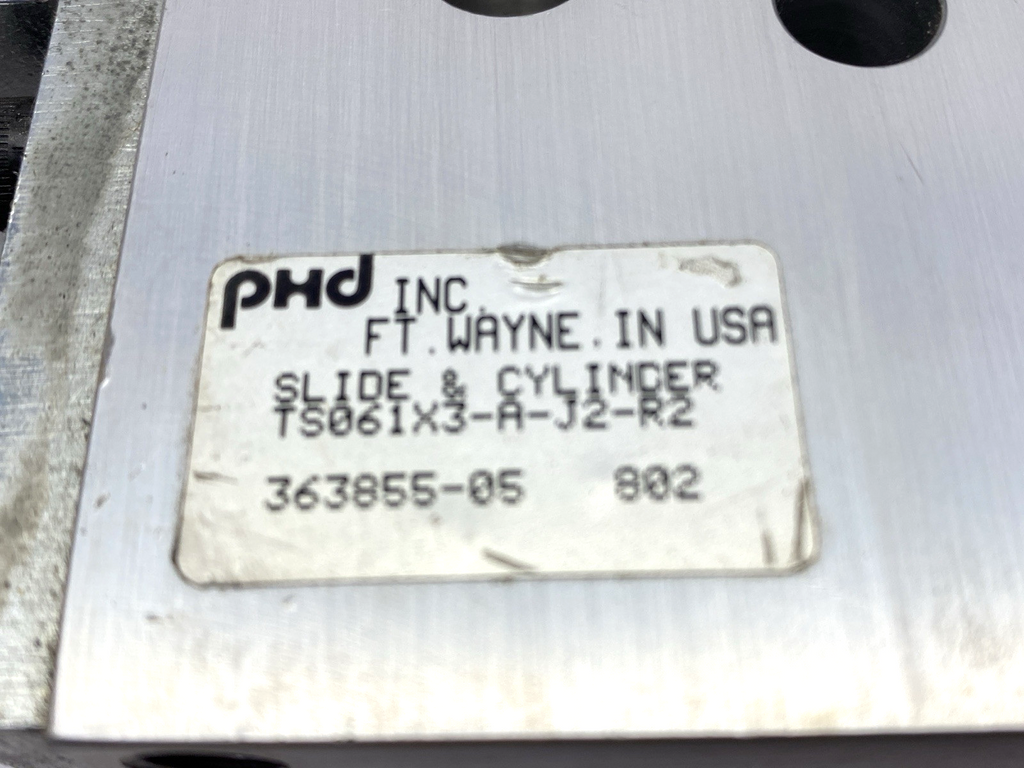 PHD INC.
FT. WAYNE. IN USA
SLIDE & CYLINDER
TS061X3-A-J2-R2
363855-05 802